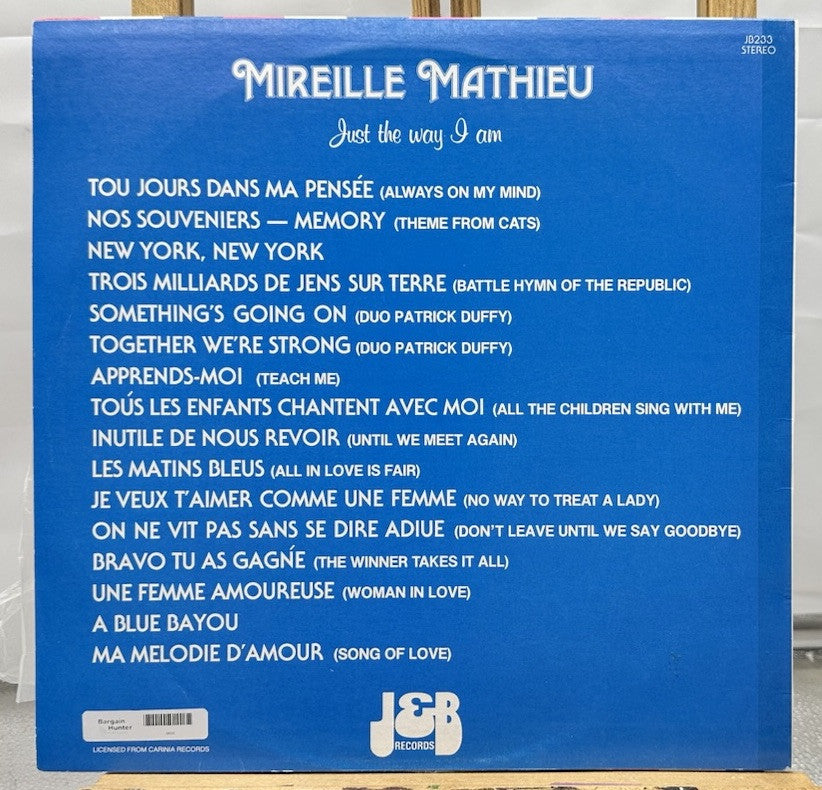 JB233
STEREO
MIREILLE MATHIEU
Just the way I am
TOU JOURS DANS MA PENSÉE (ALWAYS ON MY MIND)
NOS SOUVENIERS — MEMORY (THEME FROM CATS)
NEW YORK, NEW YORK
TROIS MILLIARDS DE JENS SUR TERRE (BATTLE HYMN OF THE REPUBLIC)
SOMETHING'S GOING ON (DUO PATRICK DUFFY)
TOGETHER WE'RE STRONG (DUO PATRICK DUFFY)
APPRENDS-MOI (TEACH ME)
TOÚS LES ENFANTS CHANTENT AVEC MOI (ALL THE CHILDREN SING WITH ME)
INUTILE DE NOUS REVOIR (UNTIL WE MEET AGAIN)
LES MATINS BLEUS (ALL IN LOVE IS FAIR)
JE VEUX T'AIMER COMME UNE FEMME (NO WAY TO TREAT A LADY)
ON NE VIT PAS SANS SE DIRE ADIUE (DON'T LEAVE UNTIL WE SAY GOODBYE)
BRAVO TU AS GAGŃE (THE WINNER TAKES IT ALL)
UNE FEMME AMOUREUSE (WOMAN IN LOVE)
A BLUE BAYOU
MA MELODIE D'AMOUR (SONG OF LOVE)
J&B
RECORDS
Bargain
Hunter
LICENSED FROM CARINIA RECORDS